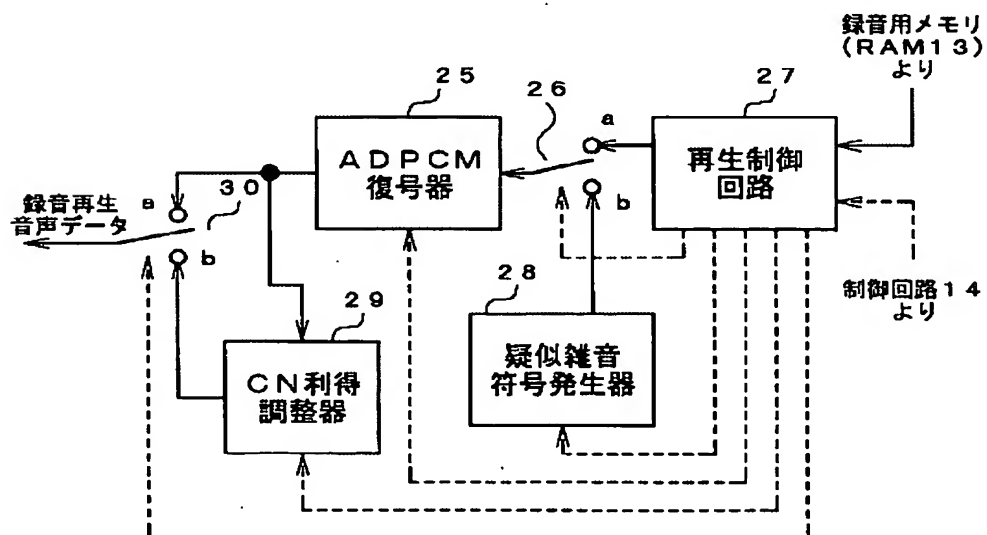 録音用メモリ
(RAM13)
より
25
26
27
a
ADPCM
復号器
再生制御
回路
30
a
録音再生
音声データ
b
b
28
制御回路14
より
29
疑似雑音
符号発生器
CN利得
調整器